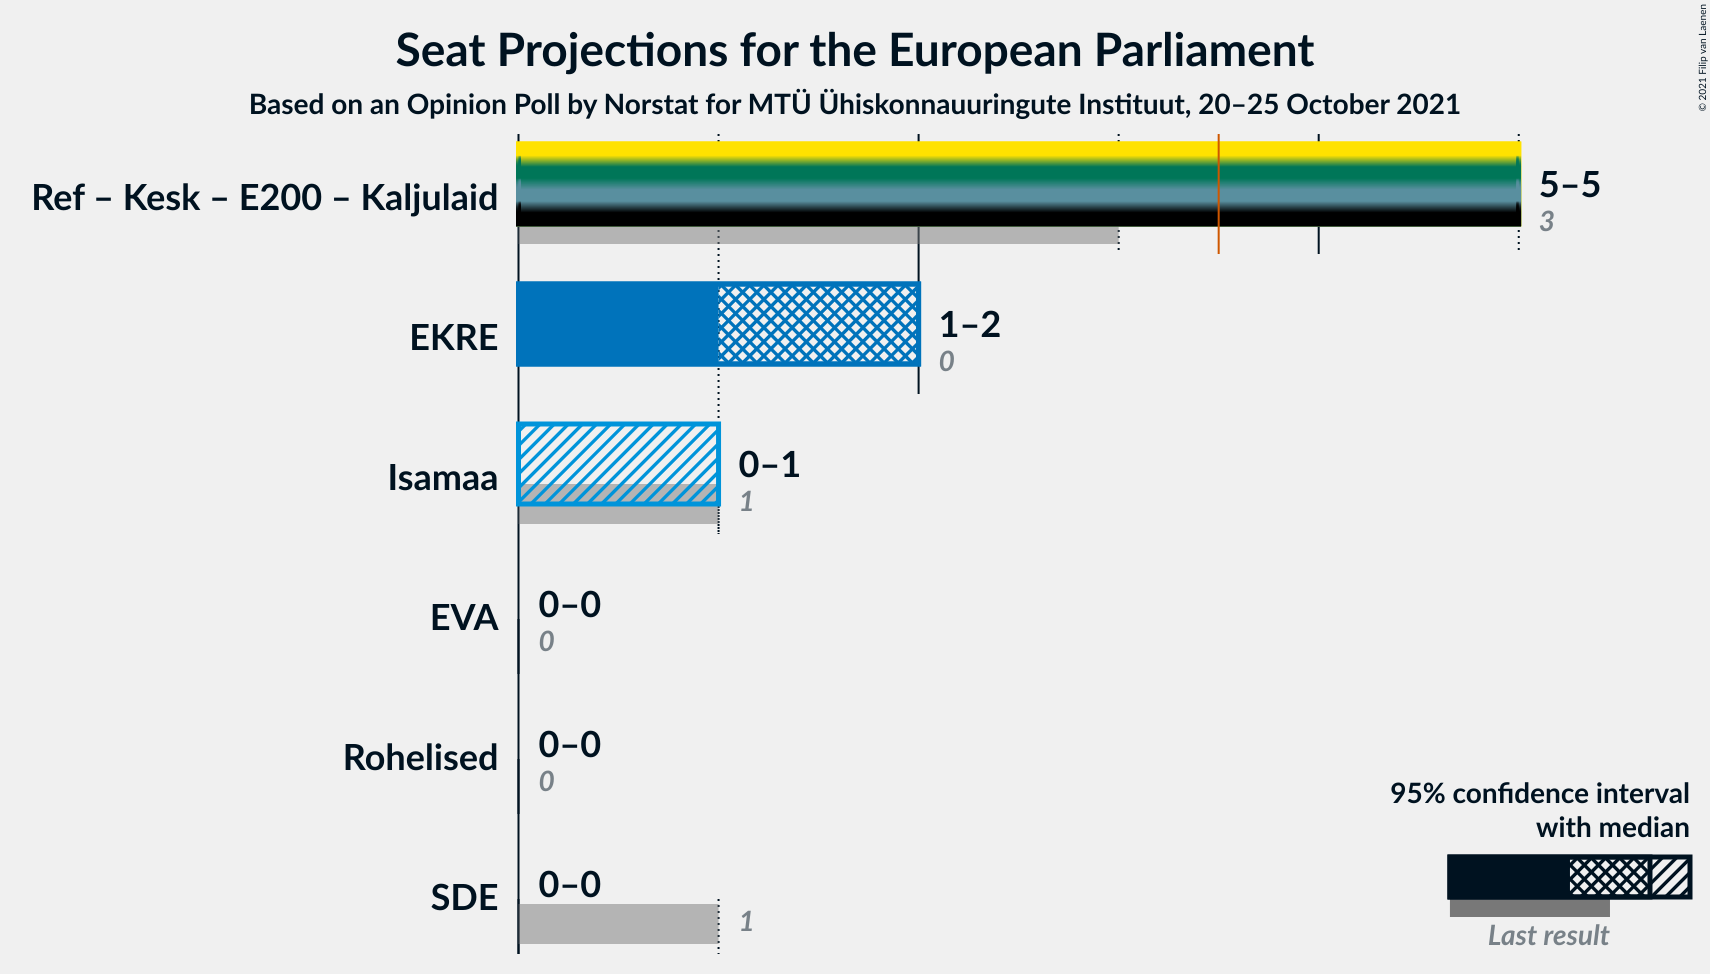 Seat Projections for the European Parliament
Based on an Opinion Poll by Norstat for MTÜ Ühiskonnauuringute Instituut, 20–25 October 2021
© 2021 Filip van Laenen
Ref – Kesk – E200 – Kaljulaid
5–5
3
EKRE
1–2
0
Isamaa
0–1
1
EVA
0–0
0
Rohelised
0–0
0
SDE
0–0
1
95% confidence interval
with median
Last result